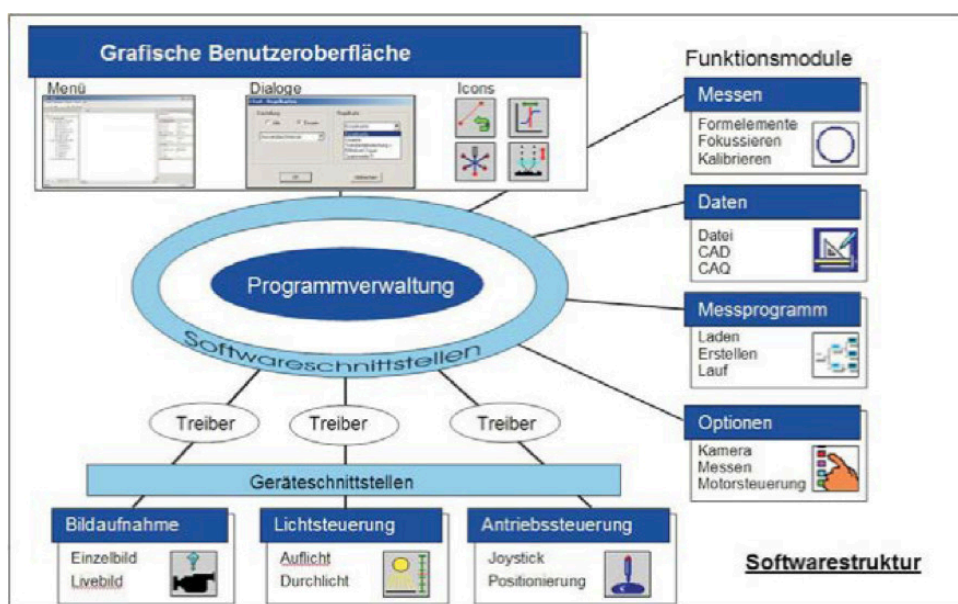 Grafische Benutzeroberfläche
Menü
Dialoge
Icons
Funktionsmodule
Messen
Formelemente
Fokussieren
Kalibrieren
Daten
Datei
CAD
CAQ
Messprogramm
Laden
Erstellen
Lauf
Optionen
Kamera
Messen
Motorsteuerung
Programmverwaltung
Softwareschnittstellen
Treiber
Treiber
Treiber
Geräteschnittstellen
Bildaufnahme
Einzelbild
Livebild
Lichtsteuerung
Auflicht
Durchlicht
Antriebssteuerung
Joystick
Positionierung
Softwarestruktur